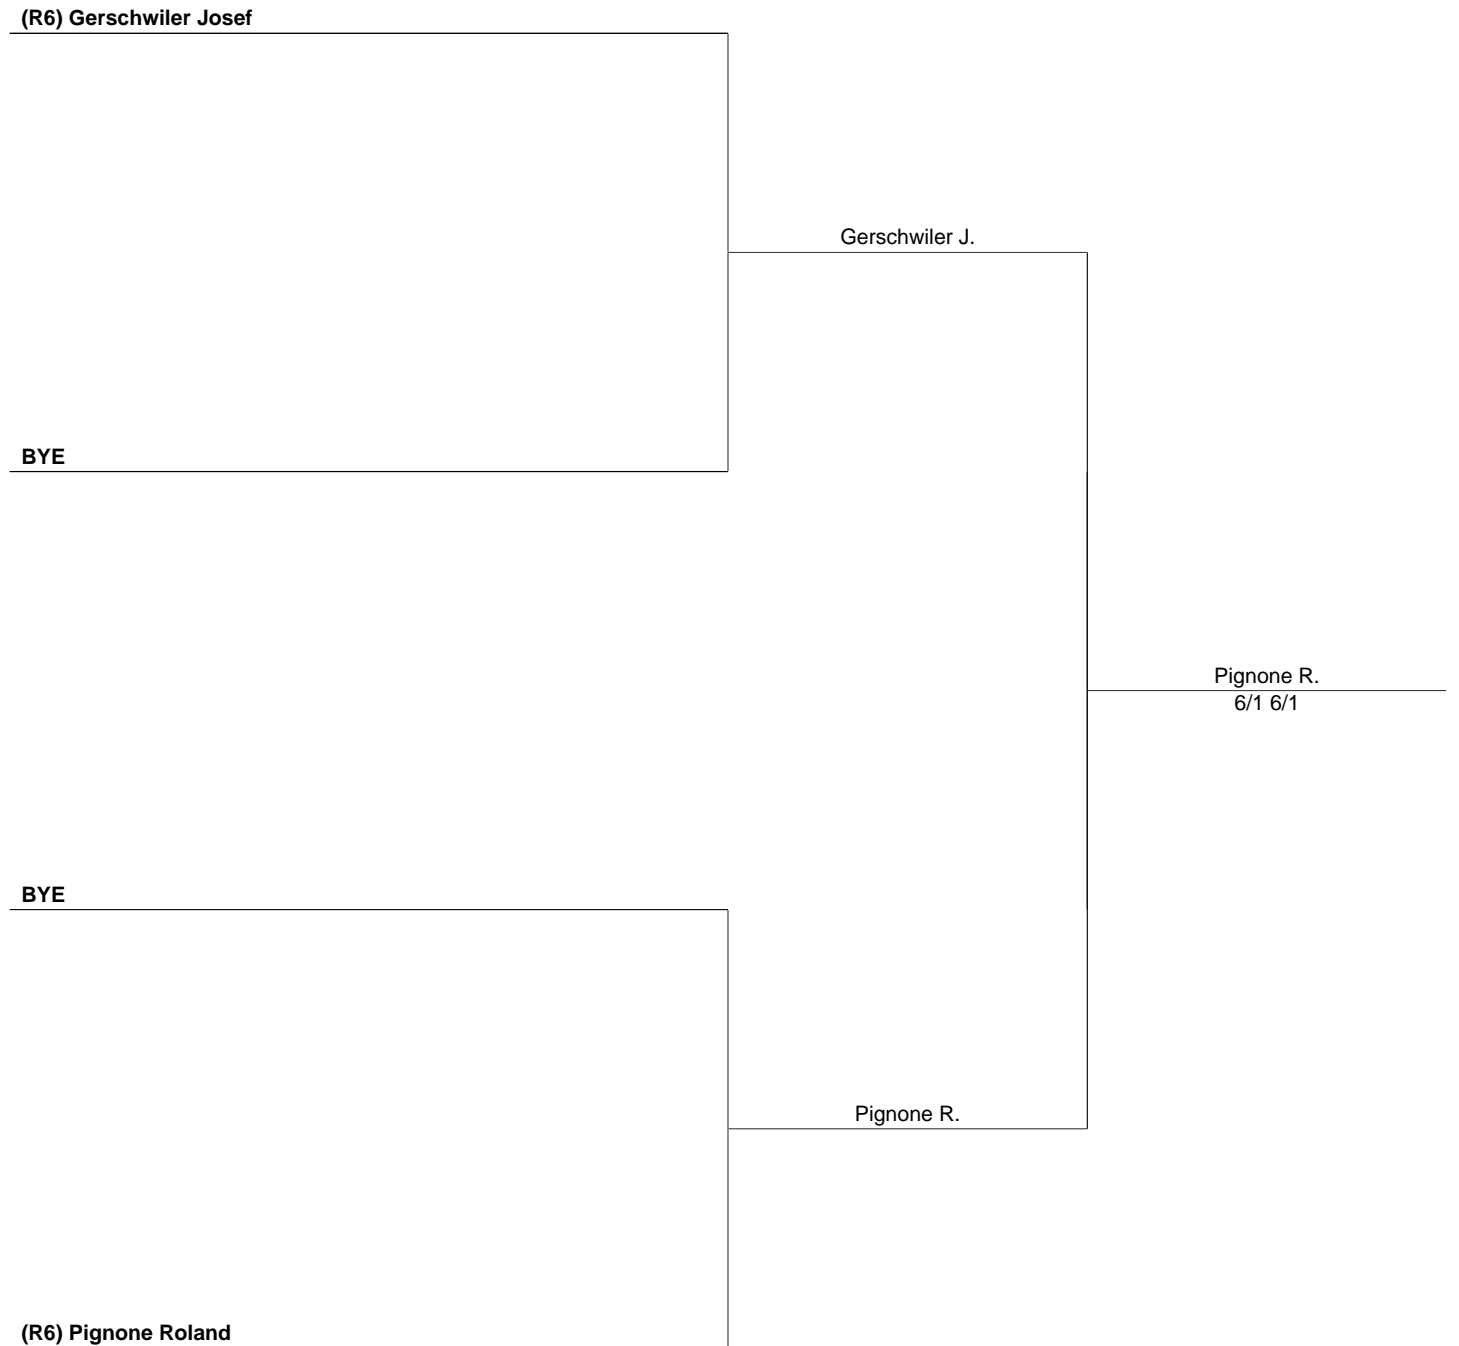 (R6) Gerschwiler Josef
Gerschwiler J.
BYE
Pignone R.
6/1 6/1
BYE
Pignone R.
(R6) Pignone Roland